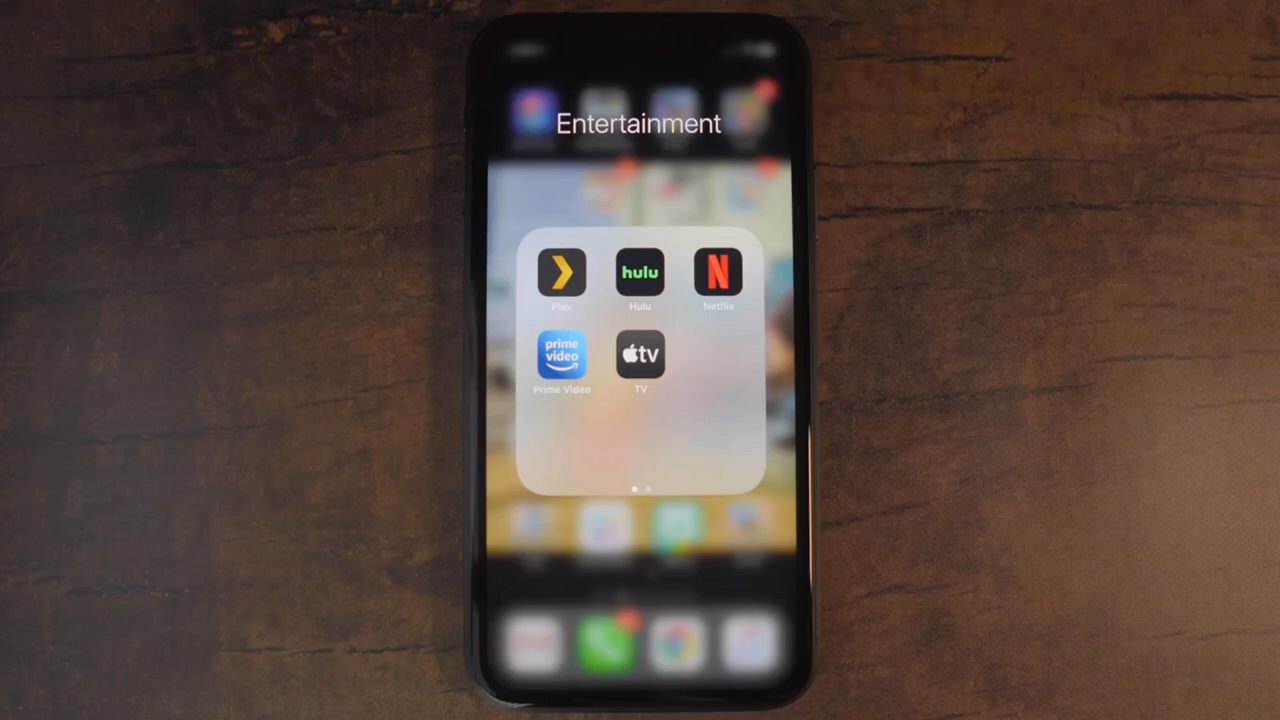 Entertainment
hulu
N
Plex
Hulu
Netflix
prime
video
tv
Prime Video
TV